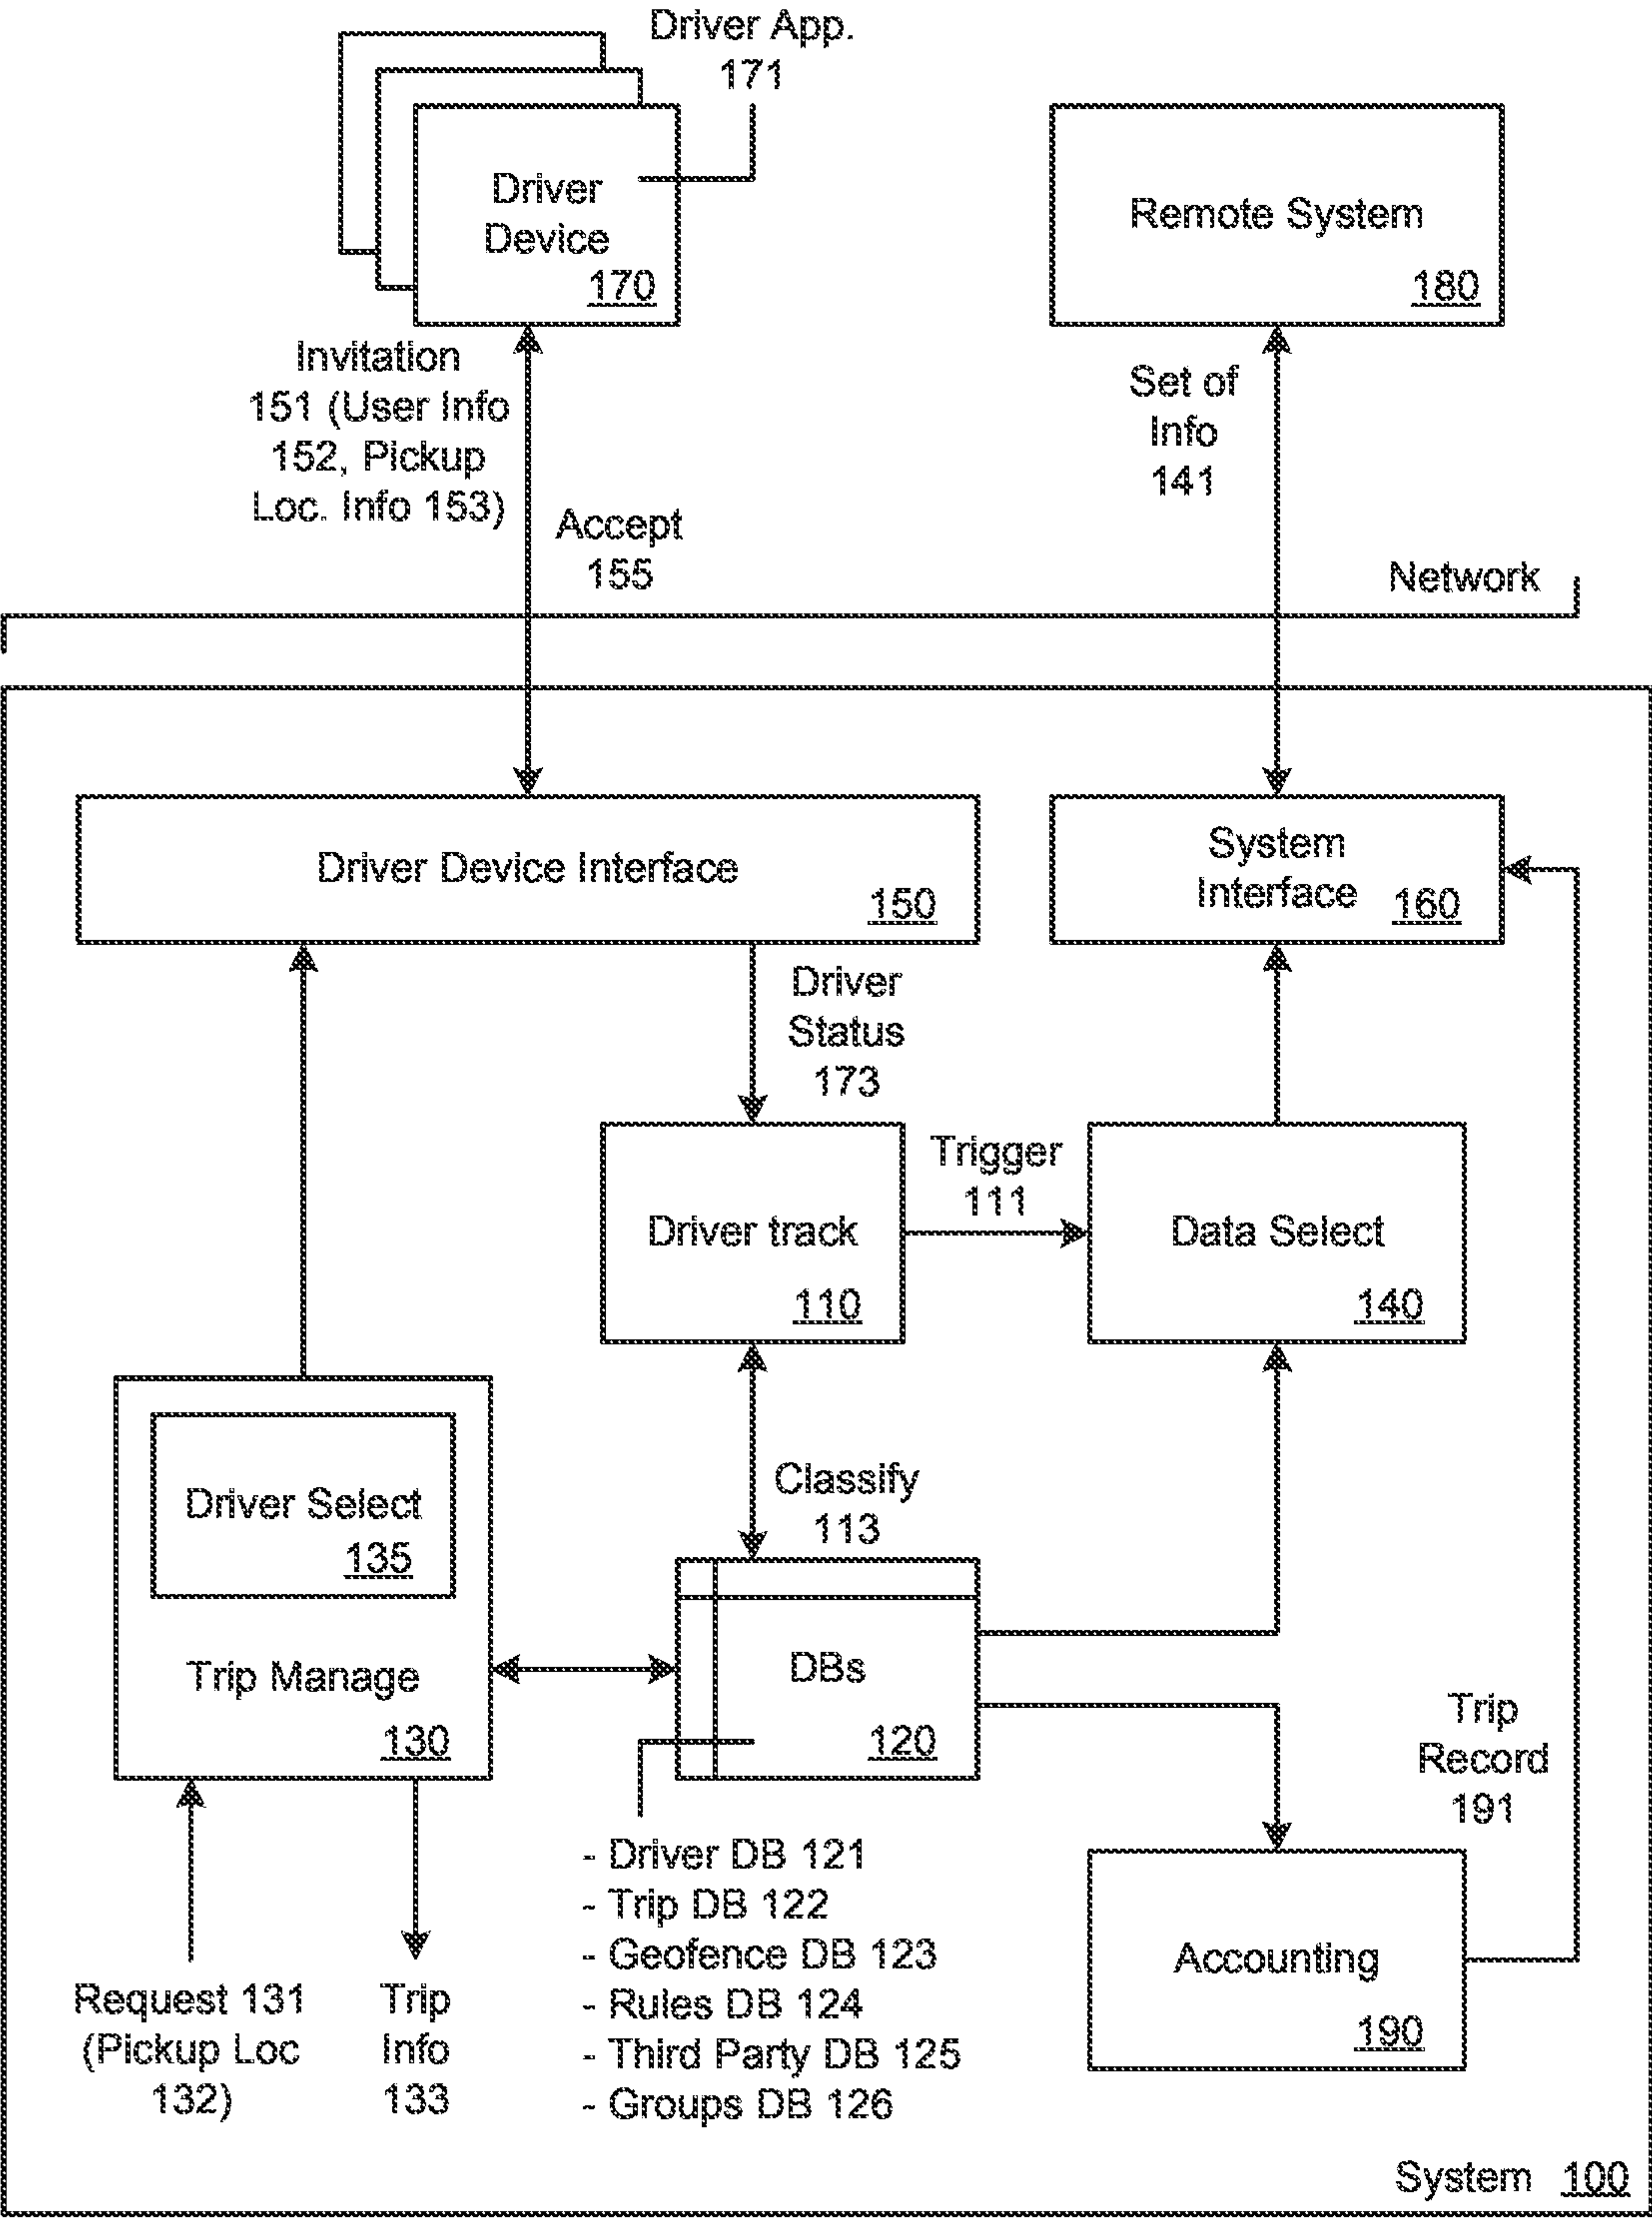 Driver App.
171
Driver
Device
170
Remote System
180
Invitation
151 (User Info
152, Pickup
Loc. Info 153)
Accept
155
Set of
Info
141
Network
Driver Device Interface
150
System
Interface
160
Driver
Status
173
Driver track
110
Trigger
111
Data Select
140
Driver Select
135
Trip Manage
130
Classify
113
DBs
120
Trip
Record
191
Request 131
(Pickup Loc
132)
Trip
Info
133
- Driver DB 121
- Trip DB 122
- Geofence DB 123
- Rules DB 124
- Third Party DB 125
- Groups DB 126
Accounting
190
System 100